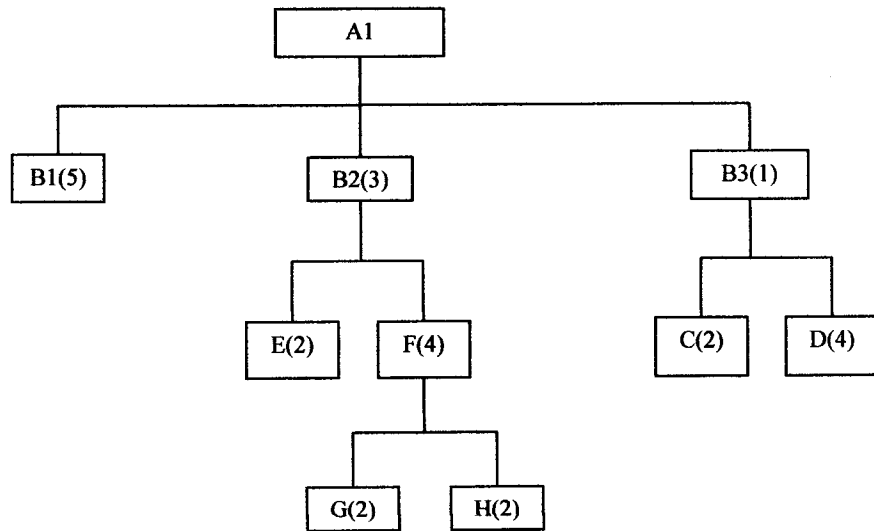 A1
B1(5)
B2(3)
B3(1)
E(2)
F(4)
C(2)
D(4)
G(2)
H(2)